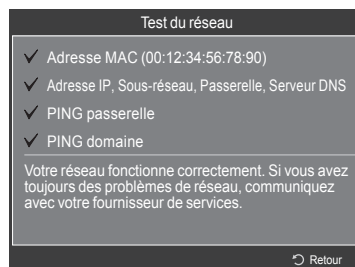 Test du réseau
Adresse MAC (00:12:34:56:78:90)
Adresse IP, Sous-réseau, Passerelle, Serveur DNS
PING passerelle
PING domaine
Votre réseau fonctionne correctement. Si vous avez
toujours des problèmes de réseau, communiquez
avec votre fournisseur de services.
Retour